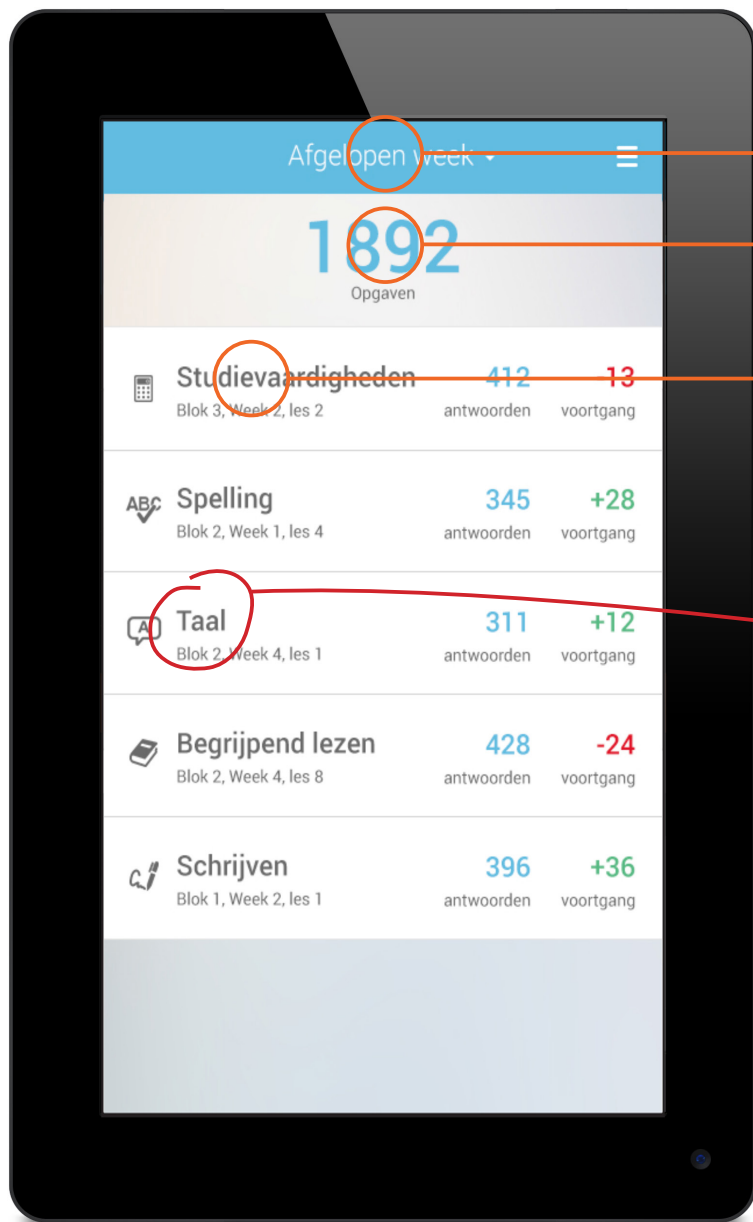 Afgelopen week
1892
Opgaven
Studievaardigheden 412 -13
Blok 3, Week 2, les 2 antwoorden voortgang
ABC Spelling 345 +28
Blok 2, Week 1, les 4 antwoorden voortgang
A Taal 311 +12
Blok 2, Week 4, les 1 antwoorden voortgang
Begrijpend lezen 428 -24
Blok 2, Week 4, les 8 antwoorden voortgang
Schrijven 396 +36
Blok 1, Week 2, les 1 antwoorden voortgang